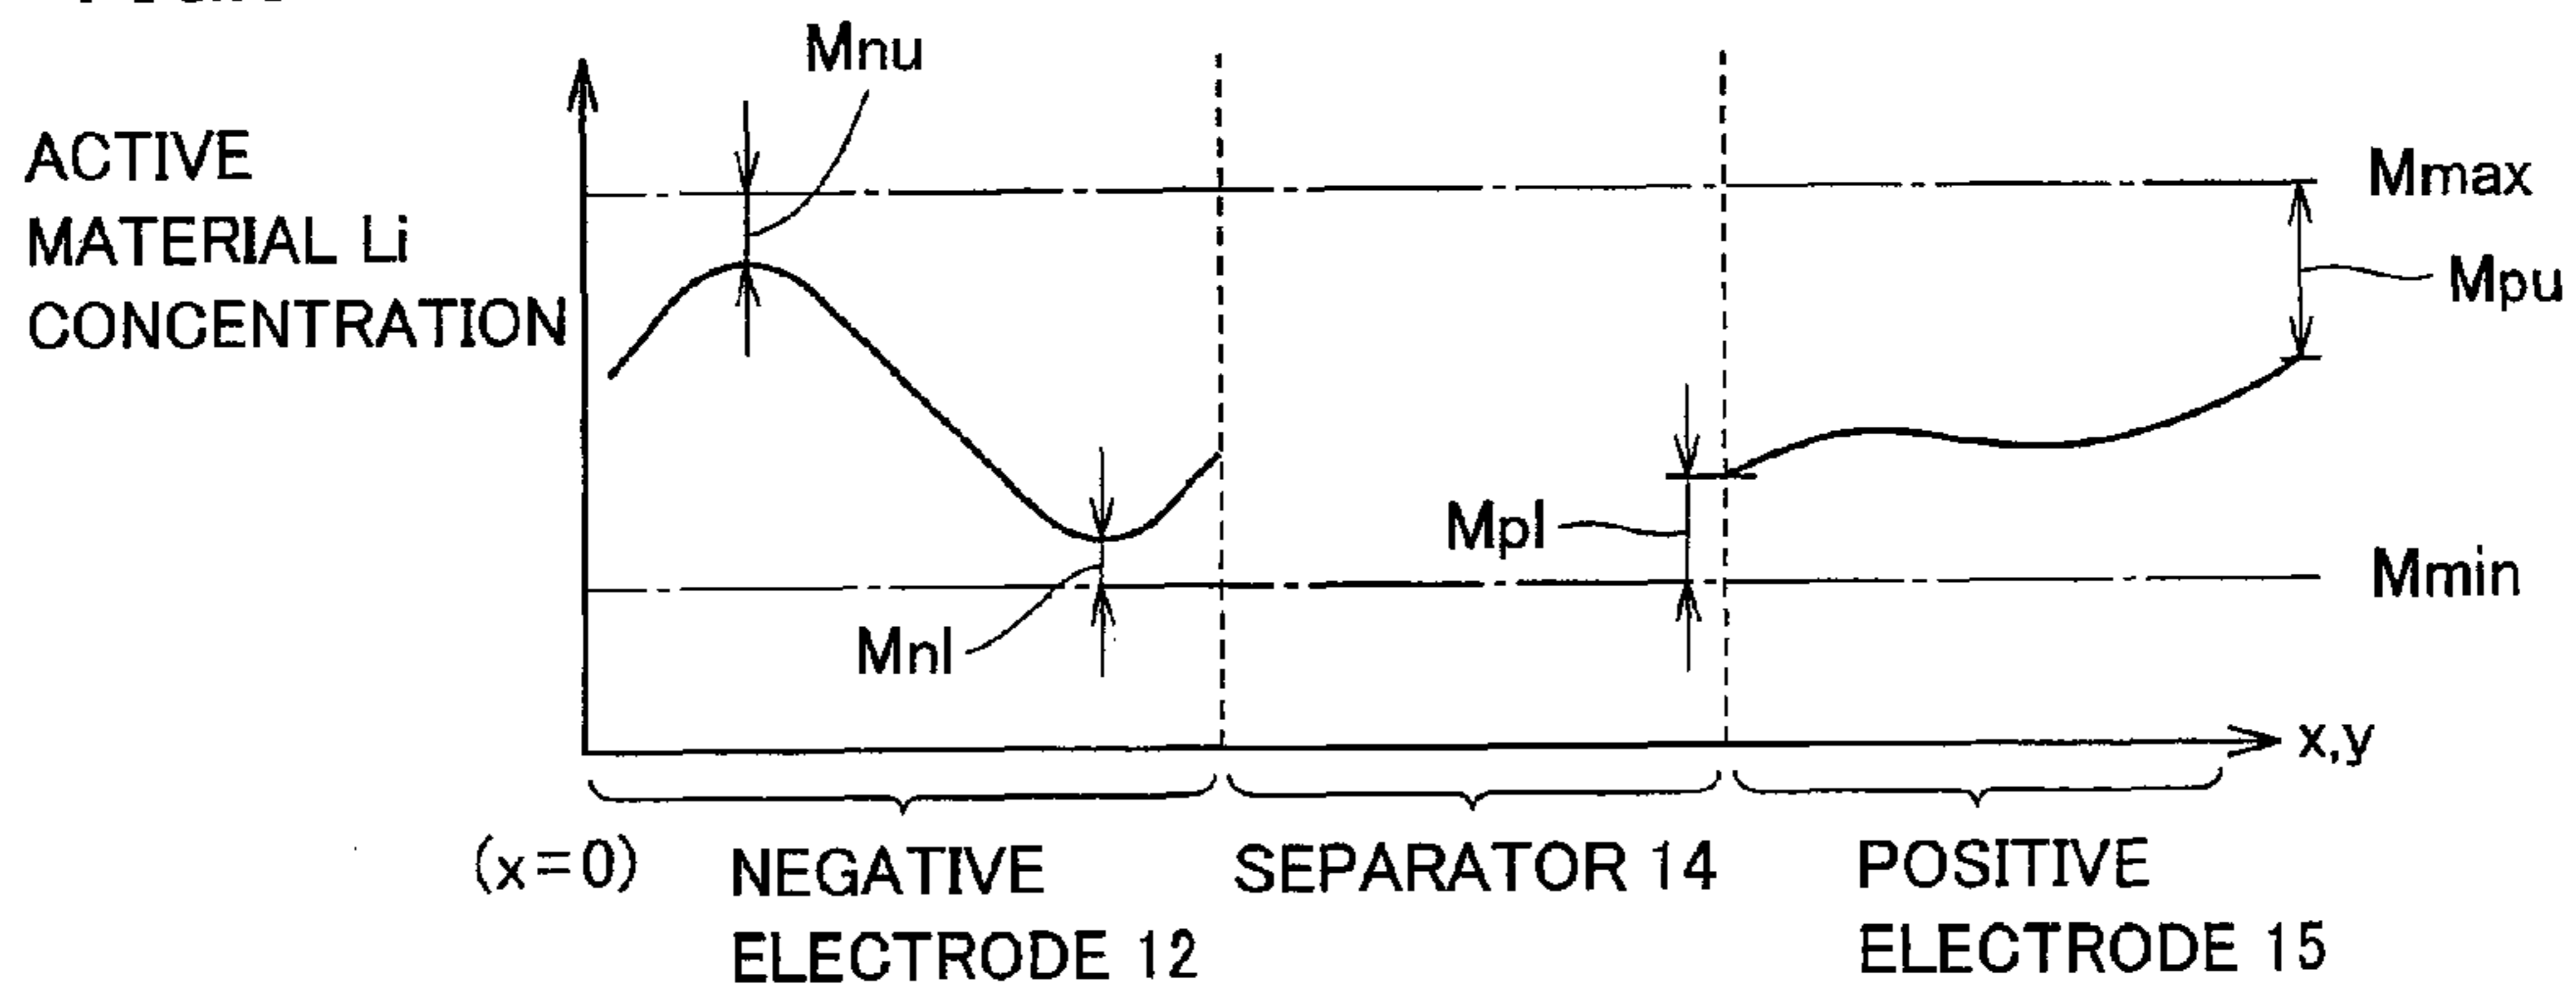 Mnu
ACTIVE
MATERIAL Li
CONCENTRATION
Mmax
Mpu
Mpl
Mmin
Mnl
x,y
(x=0)
NEGATIVE
ELECTRODE 12
SEPARATOR 14
POSITIVE
ELECTRODE 15